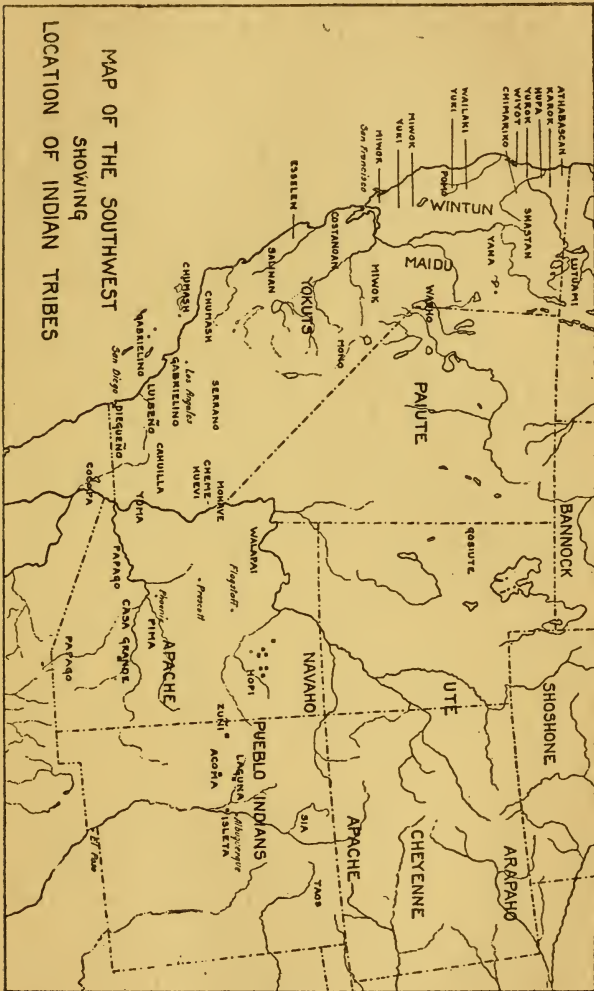 MAP OF THE SOUTHWEST
SHOWING
LOCATION OF INDIAN TRIBES
ATHABASCAN
KAROK
HUPA
YUROK
WIYOT
CHIMARIKO
WAILAKI
YUKI
MIWOK
YUKI
MIWOK
San Francisco
ESSELEN
LUTUAMI
SHASTAN
YANA
WINTUN
POMO
MAIDU
WASHO
COSTANOAN
MIWOK
SALINAN
YOKUTS
MONO
CHUMASH
CHUMASH
PAIUTE
BANNOCK
GOSIUTE
SHOSHONE
UTE
ARAPAHO
CHEYENNE
APACHE
NAVAHO
SERRANO
Los Angeles
GABRIELINO
GABRIELINO
LUISEÑO
San Diego
DIEGUEÑO
CAHUILLA
CHEME-
HUEVI
MOHAVE
YUMA
COCAPA
WALAPAI
Flagstaff
Prescott
HOPI
Phoenix
PIMA
APACHE
CASA GRANDE
PAPAGO
PAPAGO
PUEBLO INDIANS
ZUÑI
LAGUNA
ACOMA
Albuquerque
ISLETA
SIA
TAOS
El Paso